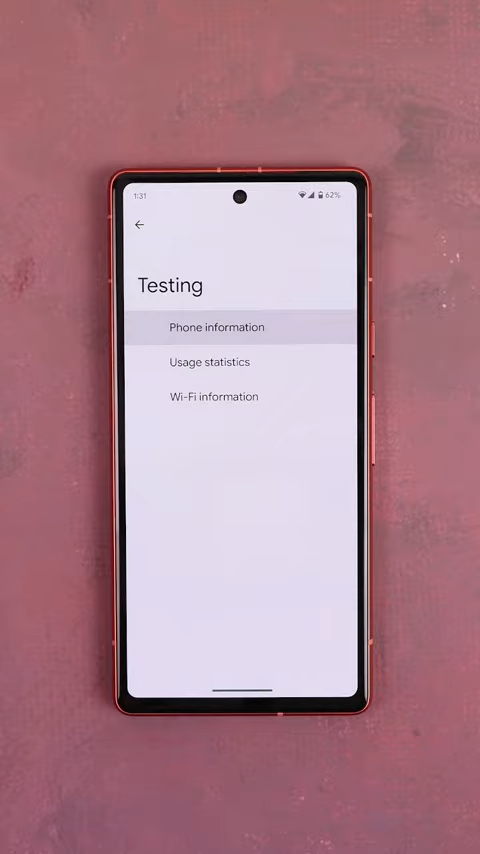 1:31
62%
Testing
Phone information
Usage statistics
Wi-Fi information